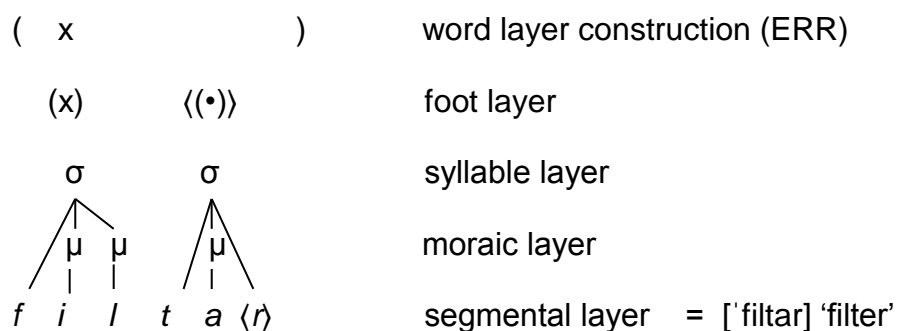 ( x ) word layer construction (ERR)
(x) ⟨(•)⟩ foot layer
σ σ syllable layer
μ μ μ moraic layer
f i l t a ⟨r⟩ segmental layer = [ˈfiltar] ‘filter’